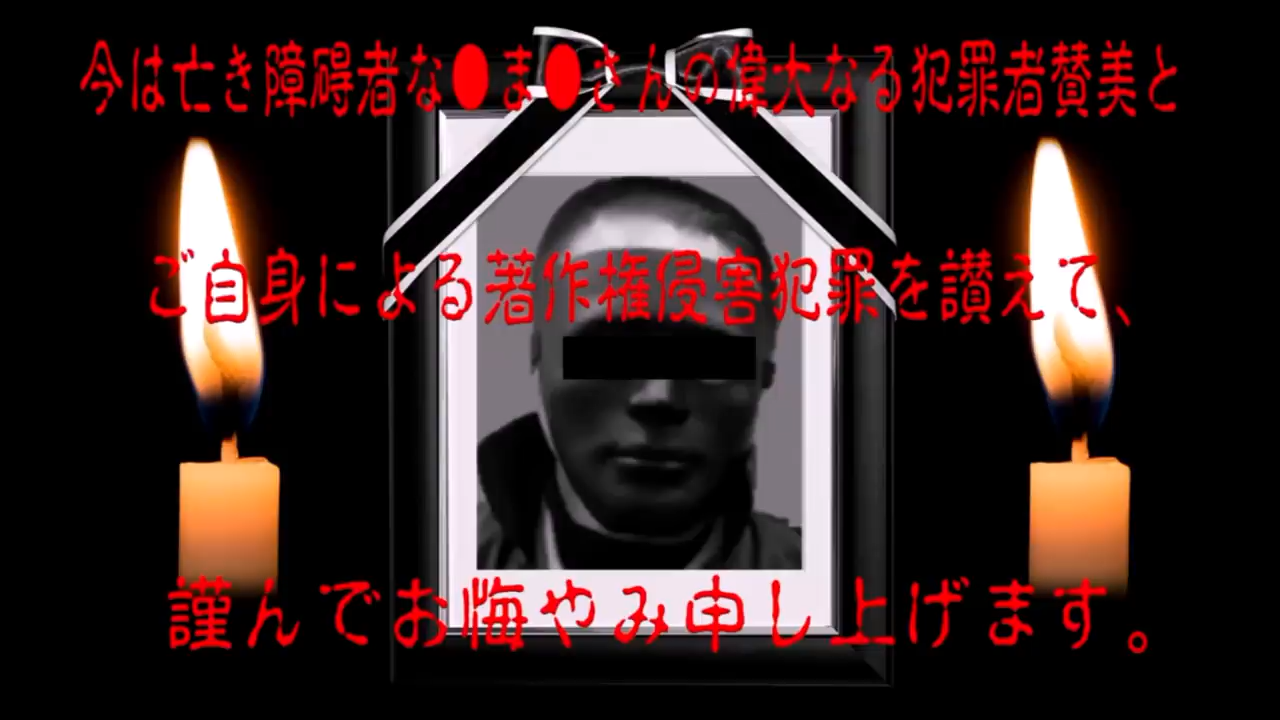 今は亡き障碍者な●ま●さんの偉大なる犯罪者賛美と
ご自身による著作権侵害犯罪を讃えて、
謹んでお悔やみ申し上げます。